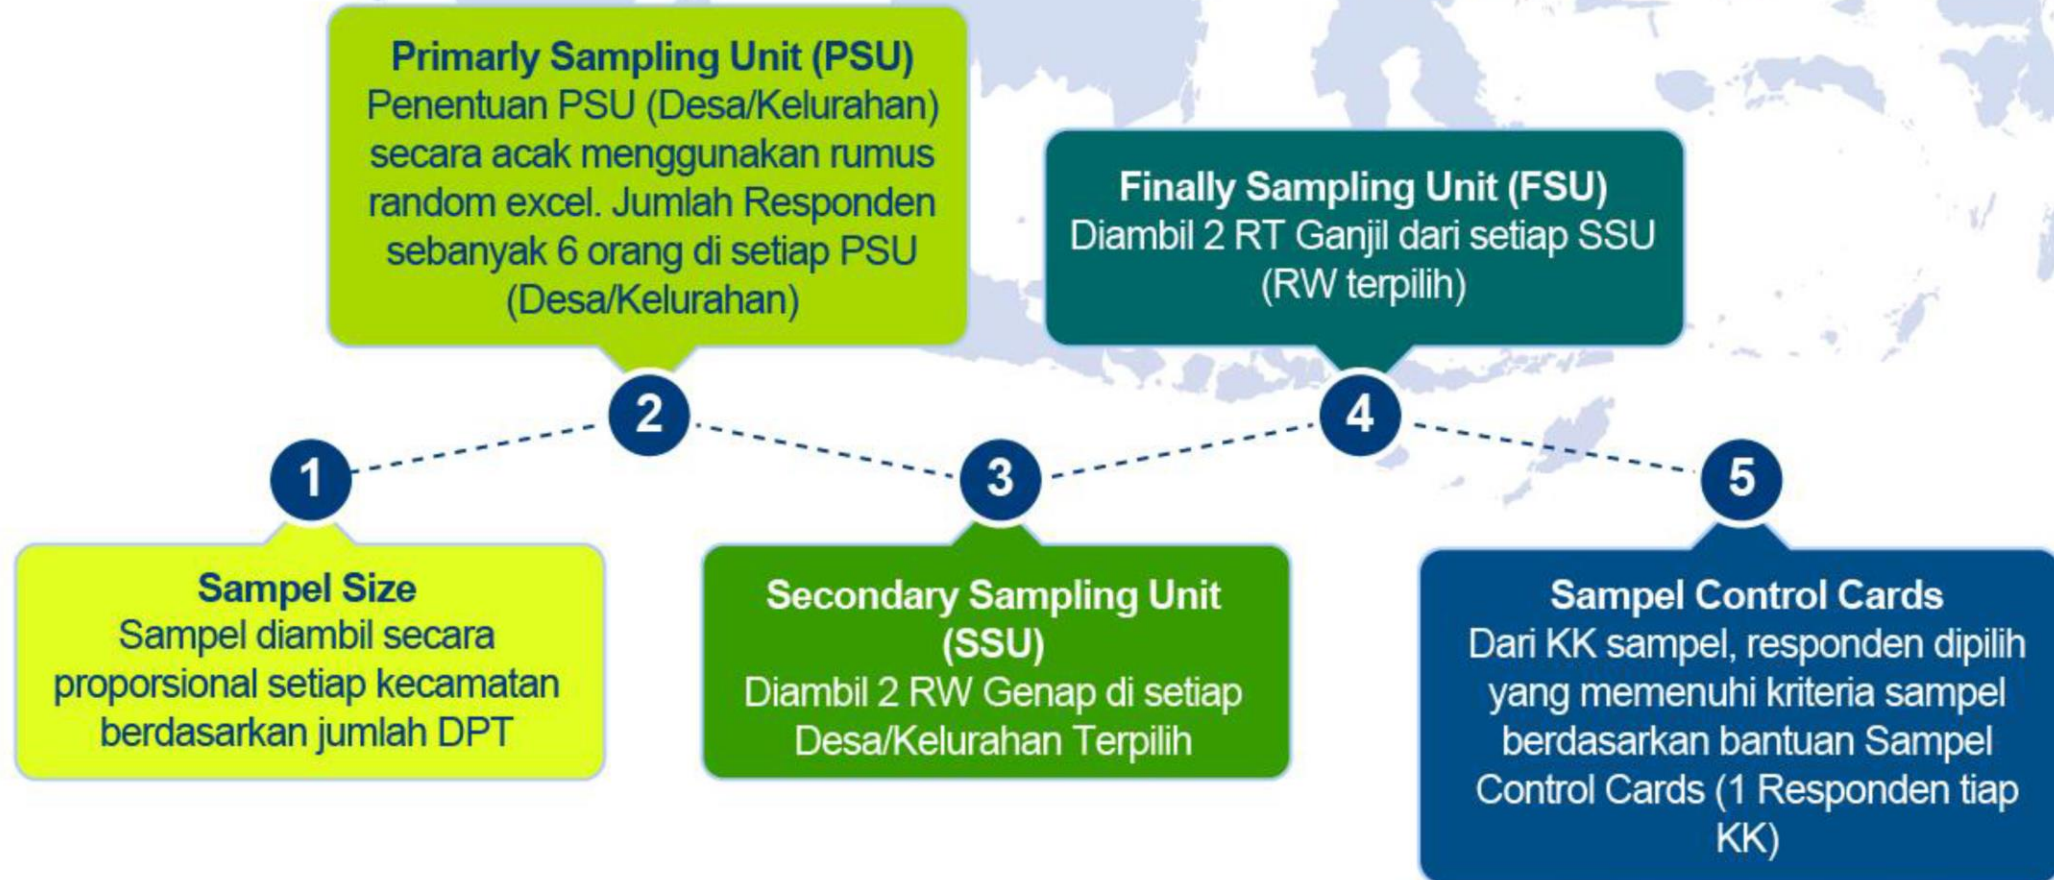 1
Sampel Size
Sampel diambil secara
proporsional setiap kecamatan
berdasarkan jumlah DPT
2
Primarly Sampling Unit (PSU)
Penentuan PSU (Desa/Kelurahan)
secara acak menggunakan rumus
random excel. Jumlah Responden
sebanyak 6 orang di setiap PSU
(Desa/Kelurahan)
3
Secondary Sampling Unit
(SSU)
Diambil 2 RW Genap di setiap
Desa/Kelurahan Terpilih
4
Finally Sampling Unit (FSU)
Diambil 2 RT Ganjil dari setiap SSU
(RW terpilih)
5
Sampel Control Cards
Dari KK sampel, responden dipilih
yang memenuhi kriteria sampel
berdasarkan bantuan Sampel
Control Cards (1 Responden tiap
KK)